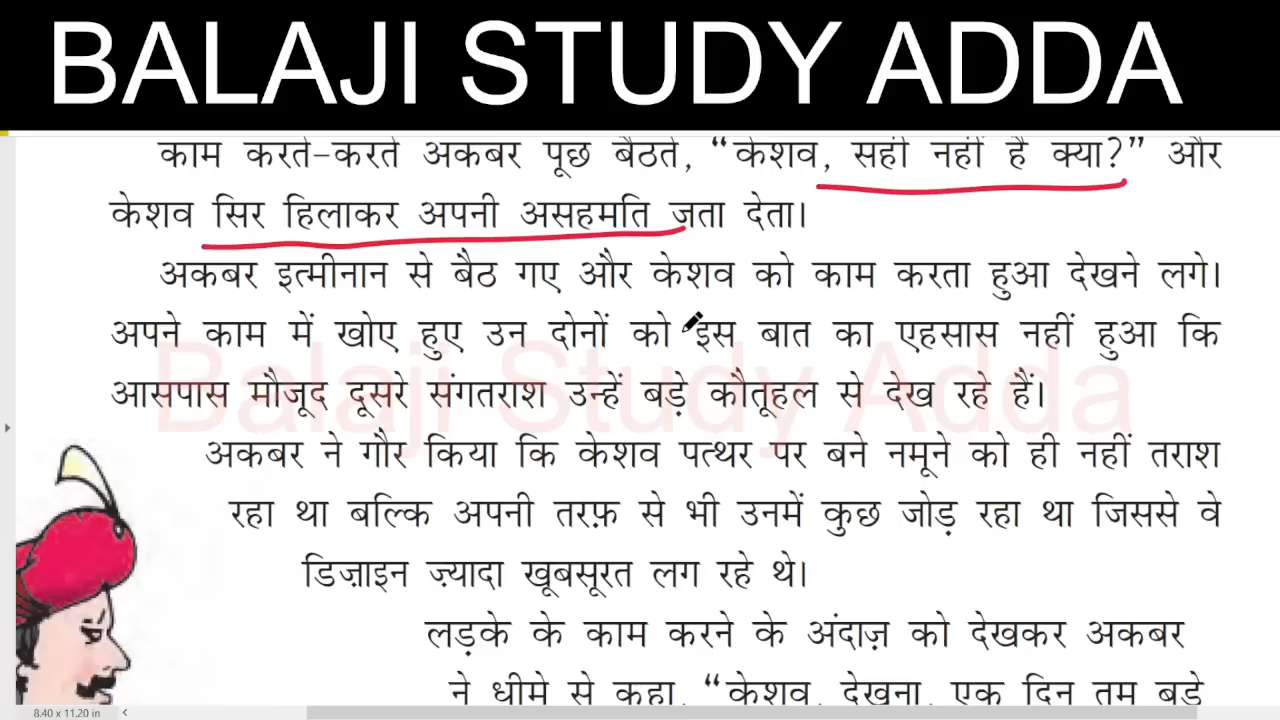 BALAJI STUDY ADDA
काम करते-करते अकबर पूछ बैठते, “केशव, सही नहीं है क्या?” और
केशव सिर हिलाकर अपनी असहमति जता देता।
अकबर इत्मीनान से बैठ गए और केशव को काम करता हुआ देखने लगे।
अपने काम में खोए हुए उन दोनों को इस बात का एहसास नहीं हुआ कि
Balaji Study Adda
आसपास मौजूद दूसरे संगतराश उन्हें बड़े कौतूहल से देख रहे हैं।
अकबर ने गौर किया कि केशव पत्थर पर बने नमूने को ही नहीं तराश
रहा था बल्कि अपनी तरफ़ से भी उनमें कुछ जोड़ रहा था जिससे वे
डिज़ाइन ज़्यादा खूबसूरत लग रहे थे।
लड़के के काम करने के अंदाज़ को देखकर अकबर
ने धीमे से कहा, “केशव, देखना, एक दिन तुम बड़े
8.40 x 11.20 in